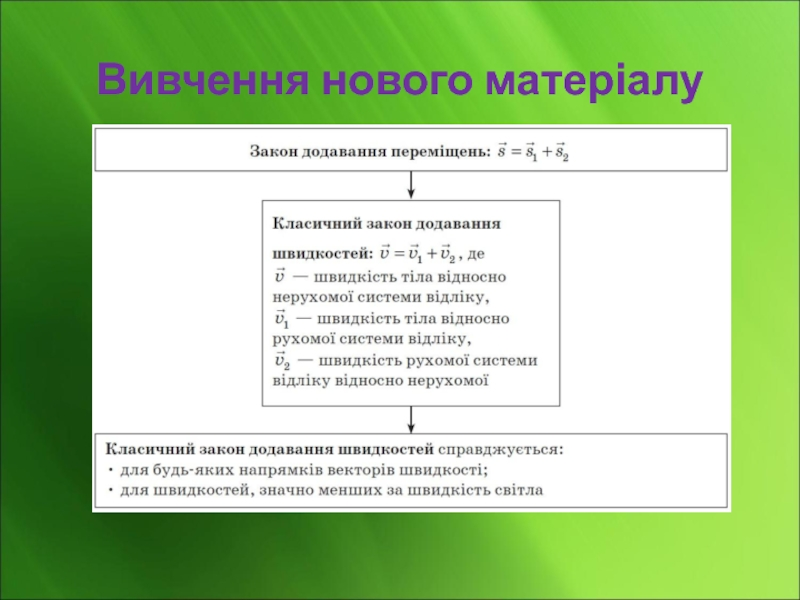 Вивчення нового матеріалу
Закон додавання переміщень: s⃗ = s⃗₁ + s⃗₂
Класичний закон додавання
швидкостей: v⃗ = v⃗₁ + v⃗₂, де
v⃗ — швидкість тіла відносно
нерухомої системи відліку,
v⃗₁ — швидкість тіла відносно
рухомої системи відліку,
v⃗₂ — швидкість рухомої системи
відліку відносно нерухомої
Класичний закон додавання швидкостей справджується:
• для будь-яких напрямків векторів швидкості;
• для швидкостей, значно менших за швидкість світла